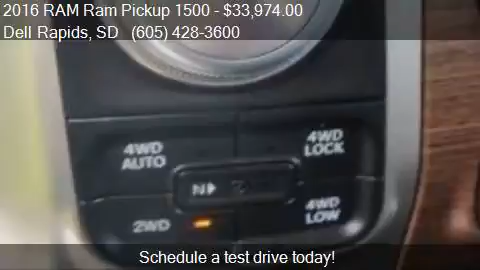 2016 RAM Ram Pickup 1500 - $33,974.00
Dell Rapids, SD (605) 428-3600
4WD AUTO
4WD LOCK
N
2WD
4WD LOW
Schedule a test drive today!